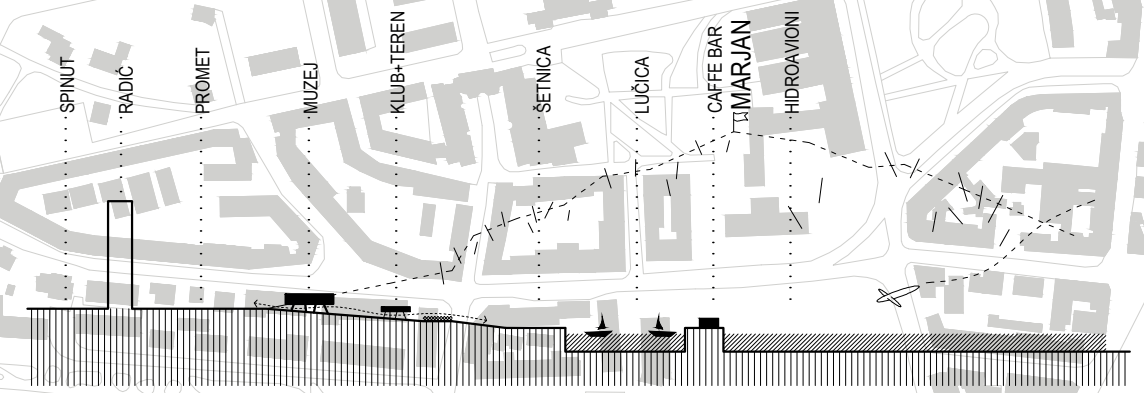 SPINUT
RADIĆ
PROMET
MUZEJ
KLUB+TEREN
ŠETNICA
LUČICA
CAFFE BAR
MARJAN
HIDROAVIONI